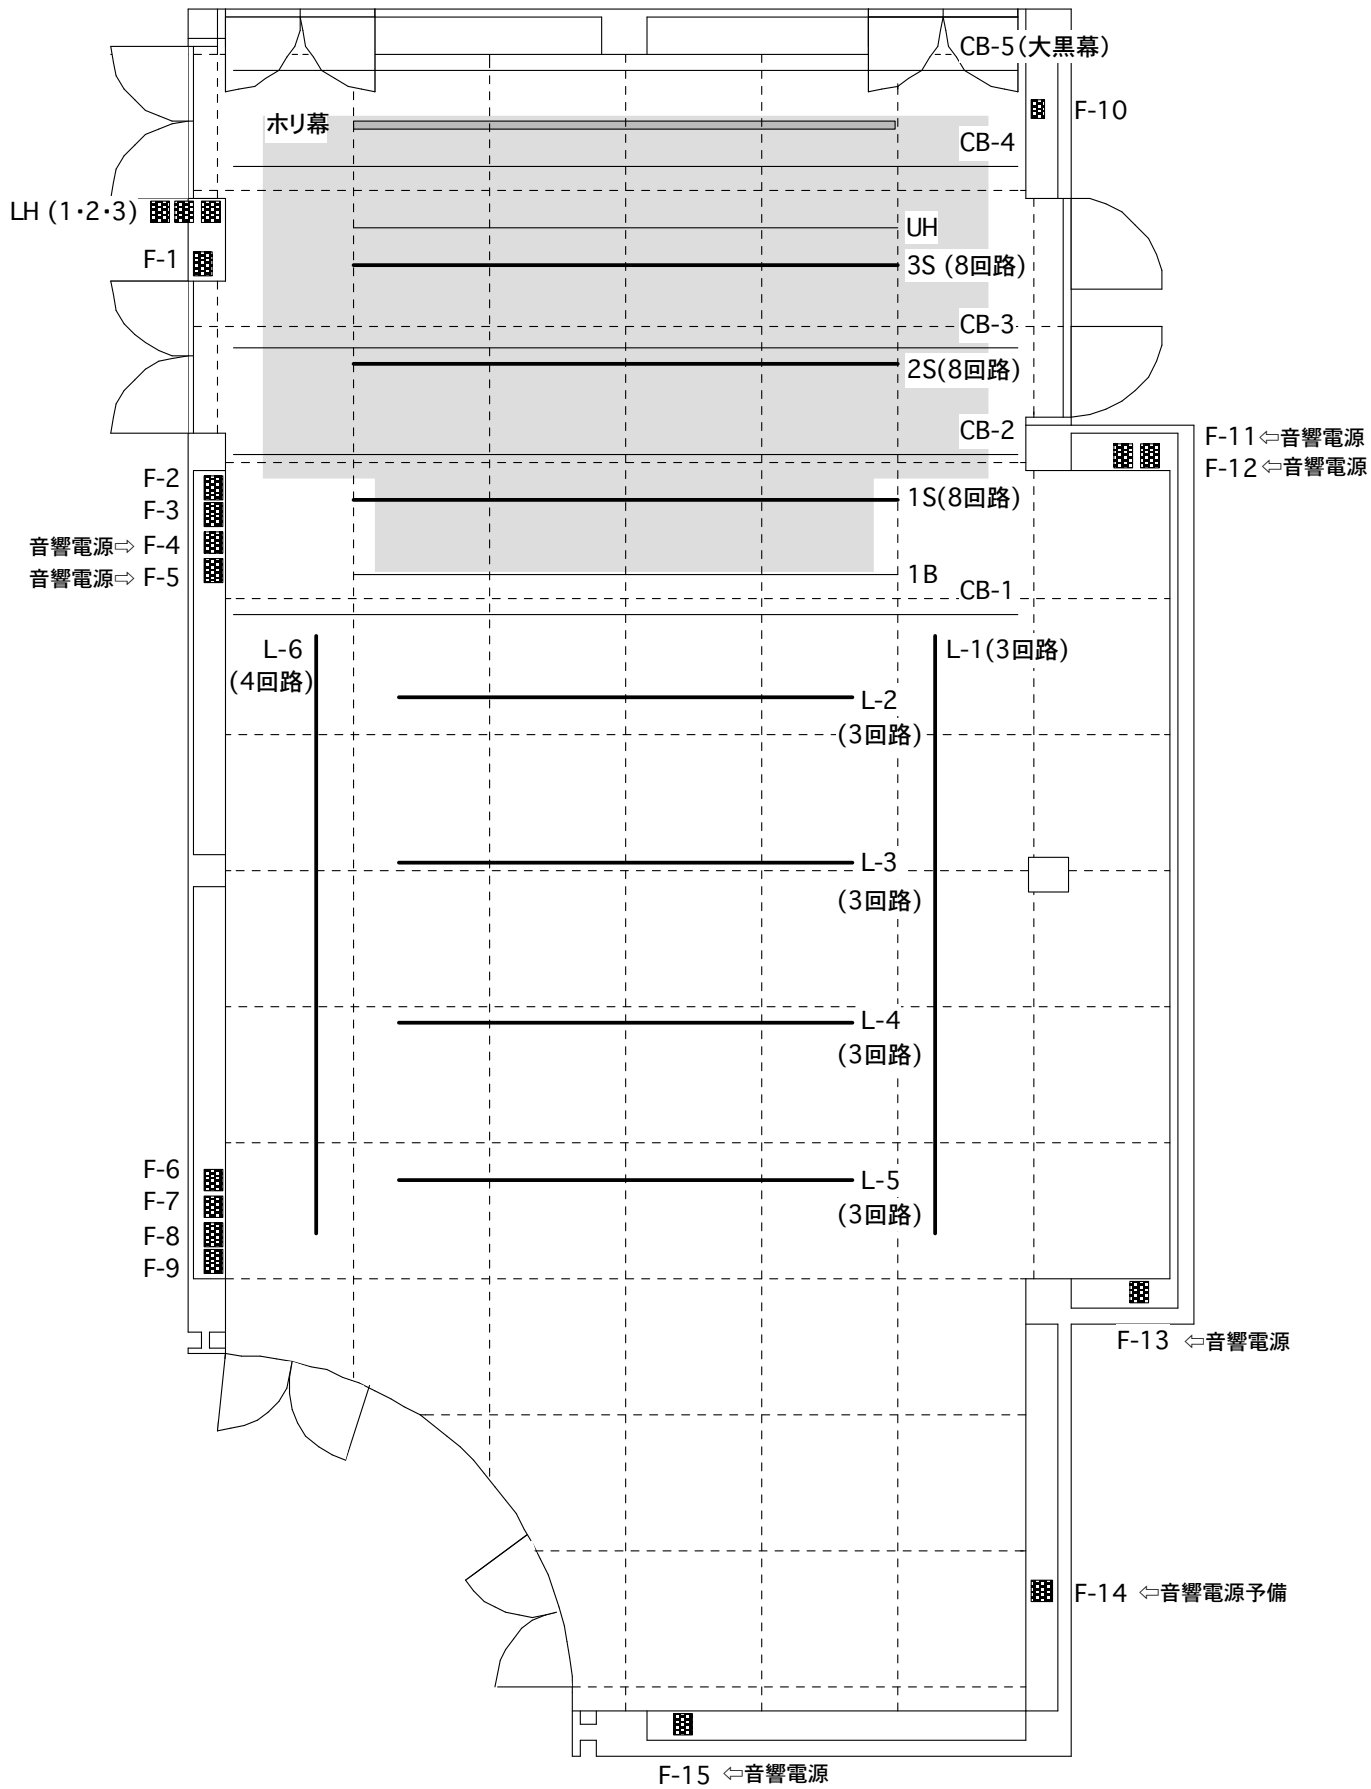 CB-5(大黒幕)
F-10
ホリ幕
CB-4
LH (1・2・3)
UH
F-1
3S (8回路)
CB-3
2S(8回路)
CB-2
F-11⇦音響電源
F-12⇦音響電源
F-2
F-3
1S(8回路)
音響電源⇨ F-4
音響電源⇨ F-5
1B
CB-1
L-6
(4回路)
L-1(3回路)
L-2
(3回路)
L-3
(3回路)
L-4
(3回路)
F-6
L-5
F-7
(3回路)
F-8
F-9
F-13 ⇦音響電源
F-14 ⇦音響電源予備
F-15 ⇦音響電源